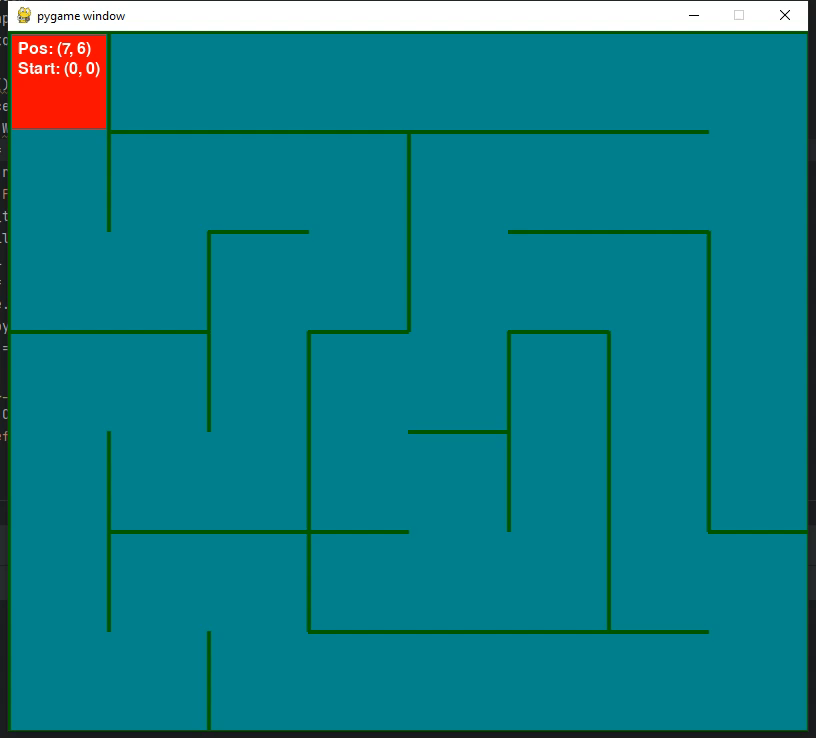 pygame window
Pos: (7, 6)
Start: (0, 0)